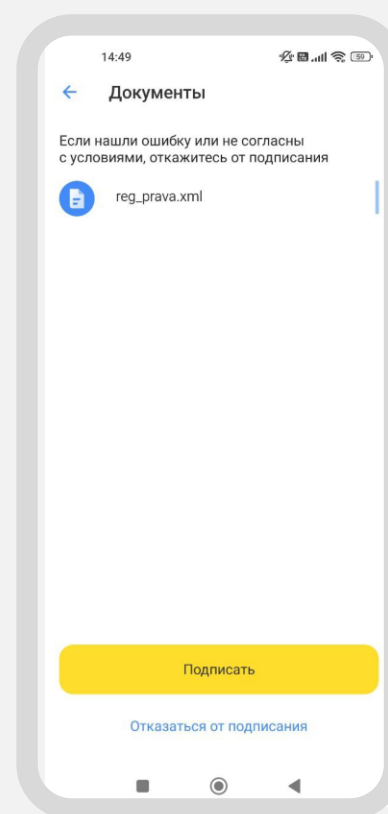 14:49
59
Документы
Если нашли ошибку или не согласны
с условиями, откажитесь от подписания
reg_prava.xml
Подписать
Отказаться от подписания